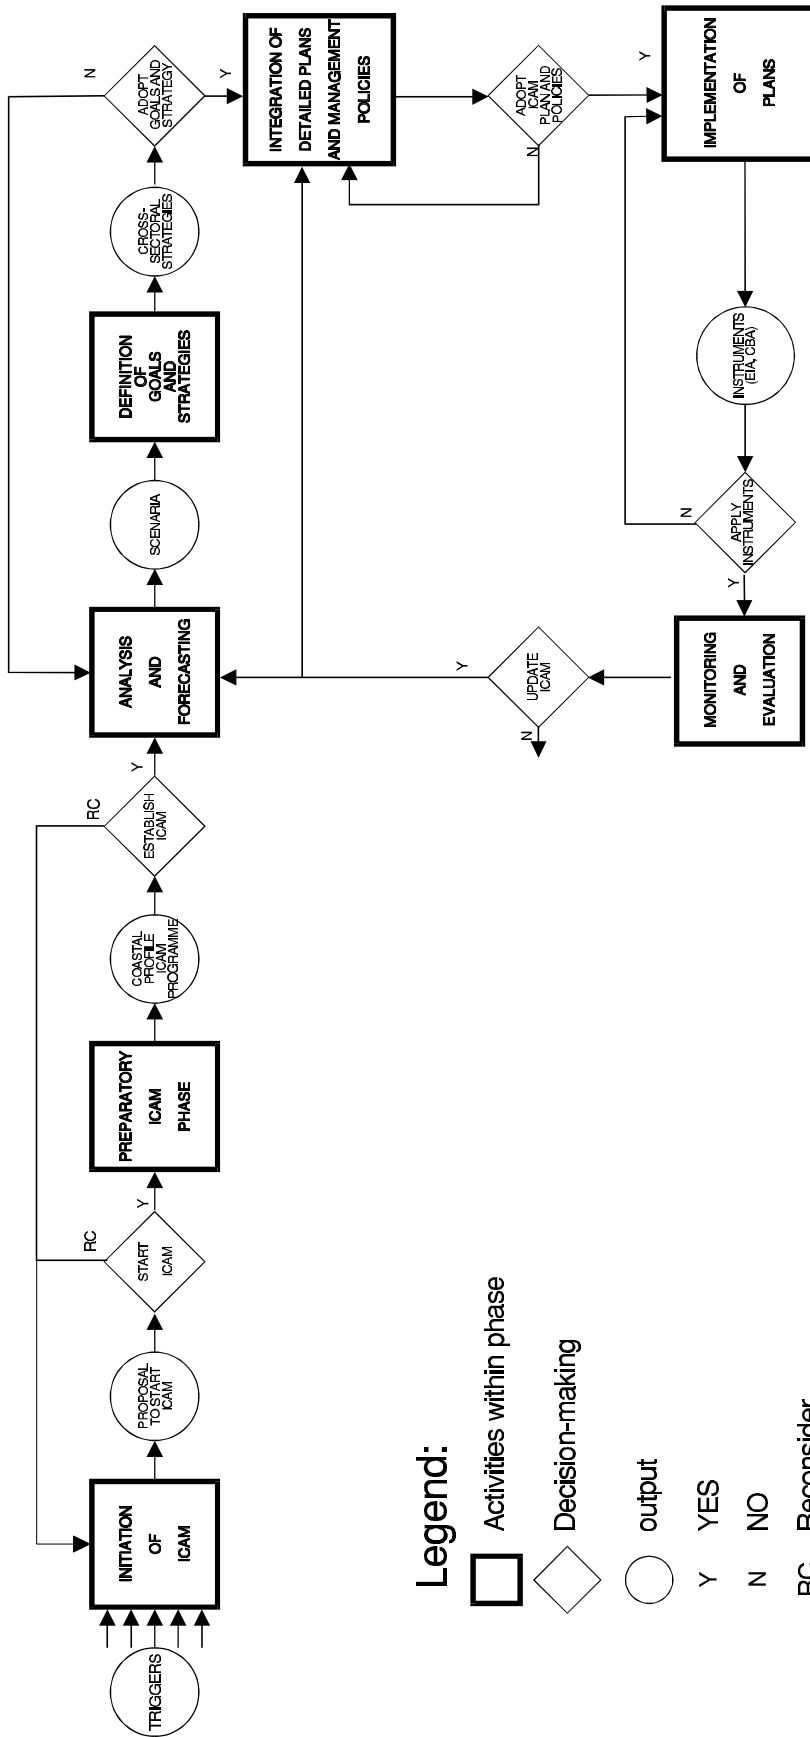 TRIGGERS
INITIATION
OF
ICAM
PROPOSAL
TO START
ICAM
START
ICAM
RC
Y
PREPARATORY
ICAM
PHASE
COASTAL
PROFILE
ICAM
PROGRAMME
ESTABLISH
ICAM
RC
Y
ANALYSIS
AND
FORECASTING
SCENARIA
DEFINITION
OF
GOALS
AND
STRATEGIES
CROSS-
SECTORAL
STRATEGIES
ADOPT
GOALS AND
STRATEGY
N
Y
INTEGRATION OF
DETAILED PLANS
AND MANAGEMENT
POLICIES
ADOPT
ICAM
PLAN AND
POLICIES
N
Y
IMPLEMENTATION
OF
PLANS
INSTRUMENTS
(EIA, CBA)
APPLY
INSTRUMENTS
N
Y
MONITORING
AND
EVALUATION
UPDATE
ICAM
Y
N
Legend:
Activities within phase
Decision-making
output
Y YES
N NO
RC Reconsider